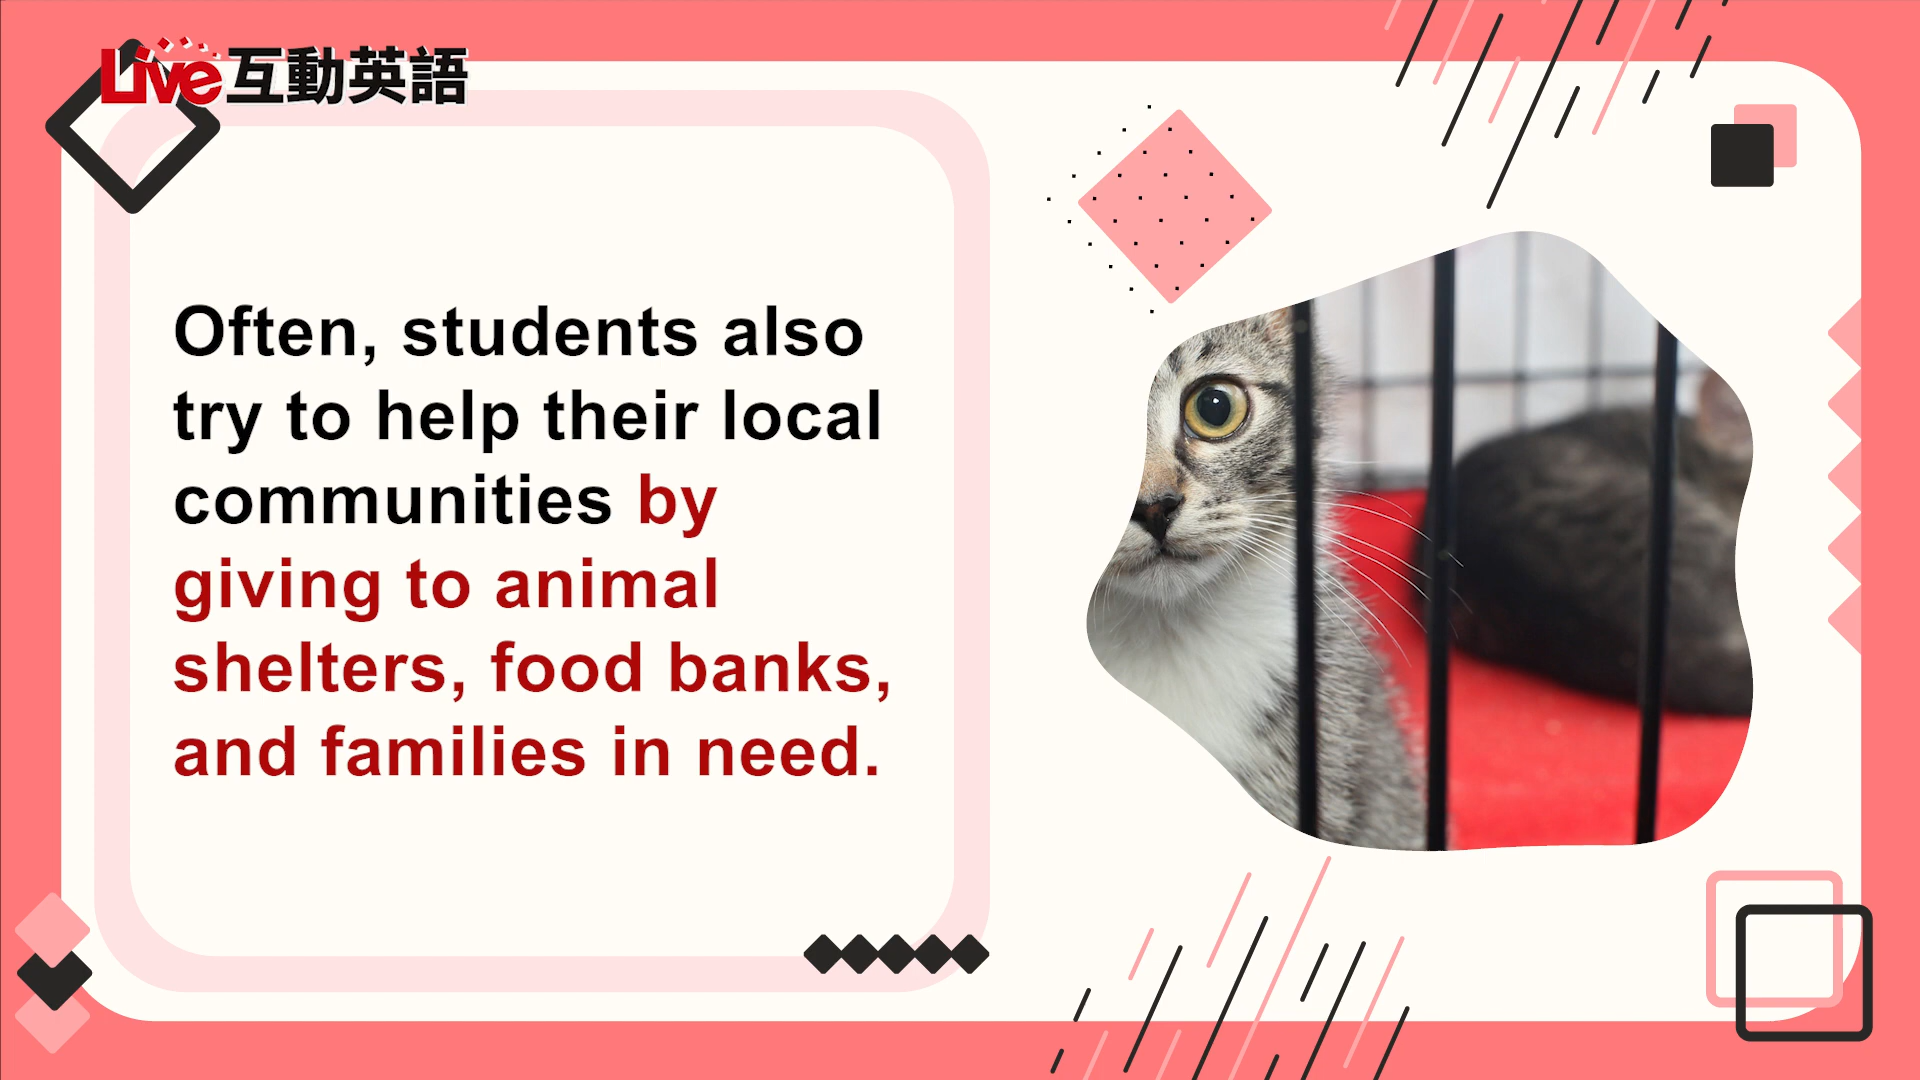 Live互動英語
Often, students also
try to help their local
communities by
giving to animal
shelters, food banks,
and families in need.